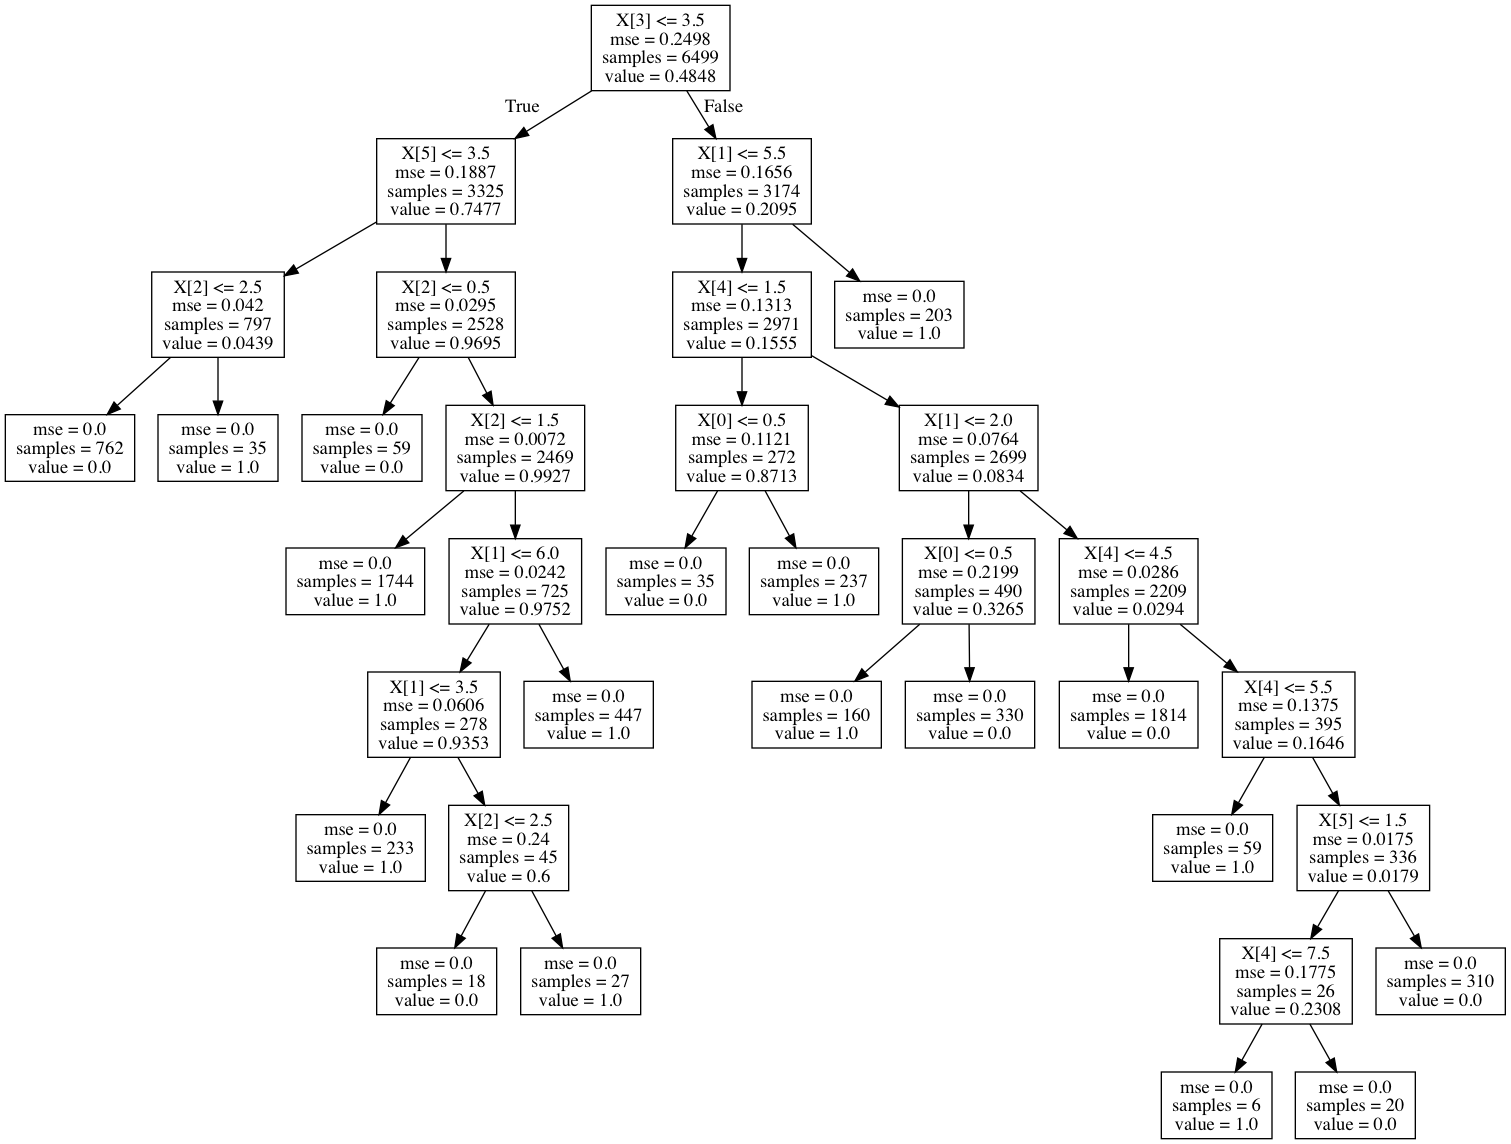 X[3] <= 3.5
mse = 0.2498
samples = 6499
value = 0.4848
True
False
X[5] <= 3.5
mse = 0.1887
samples = 3325
value = 0.7477
X[1] <= 5.5
mse = 0.1656
samples = 3174
value = 0.2095
X[2] <= 2.5
mse = 0.042
samples = 797
value = 0.0439
X[2] <= 0.5
mse = 0.0295
samples = 2528
value = 0.9695
X[4] <= 1.5
mse = 0.1313
samples = 2971
value = 0.1555
mse = 0.0
samples = 203
value = 1.0
mse = 0.0
samples = 762
value = 0.0
mse = 0.0
samples = 35
value = 1.0
mse = 0.0
samples = 59
value = 0.0
X[2] <= 1.5
mse = 0.0072
samples = 2469
value = 0.9927
X[0] <= 0.5
mse = 0.1121
samples = 272
value = 0.8713
X[1] <= 2.0
mse = 0.0764
samples = 2699
value = 0.0834
mse = 0.0
samples = 1744
value = 1.0
X[1] <= 6.0
mse = 0.0242
samples = 725
value = 0.9752
mse = 0.0
samples = 35
value = 0.0
mse = 0.0
samples = 237
value = 1.0
X[0] <= 0.5
mse = 0.2199
samples = 490
value = 0.3265
X[4] <= 4.5
mse = 0.0286
samples = 2209
value = 0.0294
X[1] <= 3.5
mse = 0.0606
samples = 278
value = 0.9353
mse = 0.0
samples = 447
value = 1.0
mse = 0.0
samples = 160
value = 1.0
mse = 0.0
samples = 330
value = 0.0
mse = 0.0
samples = 1814
value = 0.0
X[4] <= 5.5
mse = 0.1375
samples = 395
value = 0.1646
mse = 0.0
samples = 233
value = 1.0
X[2] <= 2.5
mse = 0.24
samples = 45
value = 0.6
mse = 0.0
samples = 59
value = 1.0
X[5] <= 1.5
mse = 0.0175
samples = 336
value = 0.0179
mse = 0.0
samples = 18
value = 0.0
mse = 0.0
samples = 27
value = 1.0
X[4] <= 7.5
mse = 0.1775
samples = 26
value = 0.2308
mse = 0.0
samples = 310
value = 0.0
mse = 0.0
samples = 6
value = 1.0
mse = 0.0
samples = 20
value = 0.0